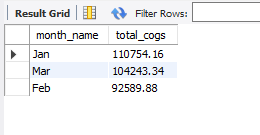 Result Grid Filter Rows:
month_name total_cogs
Jan 110754.16
Mar 104243.34
Feb 92589.88